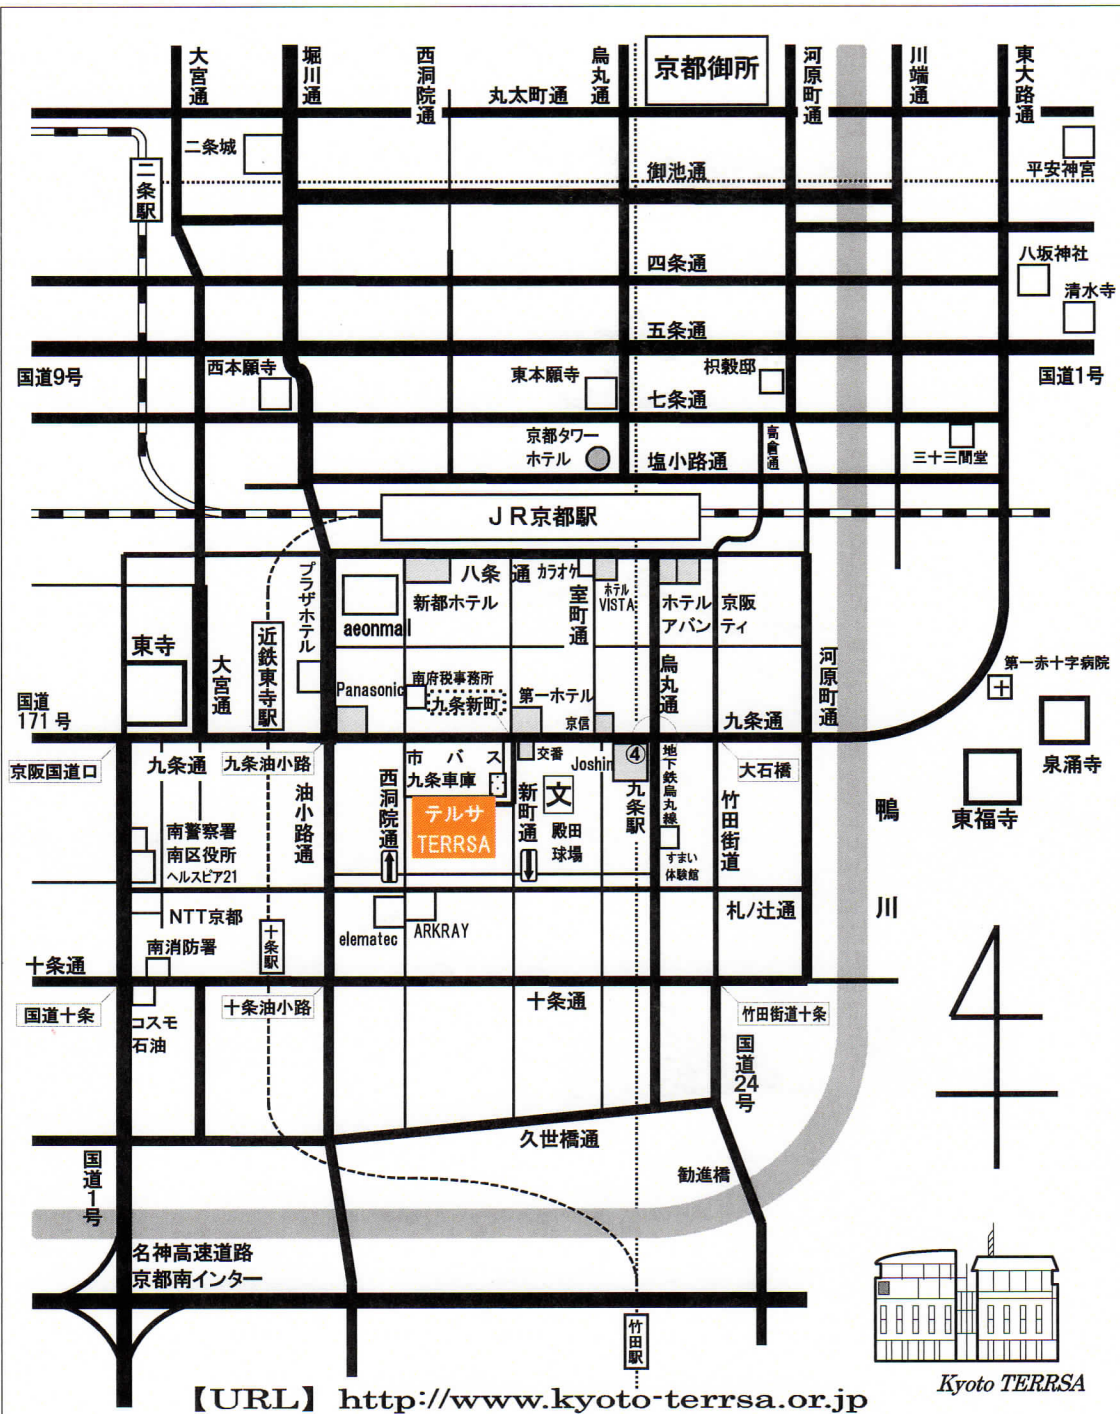 大宮通
堀川通
西洞院通
烏丸通
京都御所
河原町通
川端通
東大路通
丸太町通
二条城
二条駅
御池通
平安神宮
四条通
八坂神社
清水寺
五条通
国道9号
西本願寺
東本願寺
枳殻邸
国道1号
七条通
京都タワー
ホテル
塩小路通
高倉通
三十三間堂
JR京都駅
プラザホテル
八条通
カラオケ
新都ホテル
室町通
ホテル
VISTA
ホテル 京阪
アバンティ
aeonmall
東寺
大宮通
近鉄東寺駅
烏丸通
河原町通
第一赤十字病院
Panasonic
南府税事務所
九条新町
第一ホテル
京信
国道
171号
九条通
泉涌寺
京阪国道口
九条通
九条油小路
市バス
九条車庫
交番
Joshin
④
九条駅
地下鉄烏丸線
大石橋
油小路通
西洞院通
新町通
文
殿田
球場
竹田街道
鴨川
東福寺
テルサ
TERRSA
南警察署
南区役所
ヘルスピア21
すまい
体験館
NTT京都
elematec
ARKRAY
札ノ辻通
南消防署
十条駅
十条通
国道十条
十条油小路
十条通
竹田街道十条
コスモ
石油
国道24号
久世橋通
勧進橋
国道1号
名神高速道路
京都南インター
竹田駅
Kyoto TERRSA
【URL】 http://www.kyoto-terrsa.or.jp